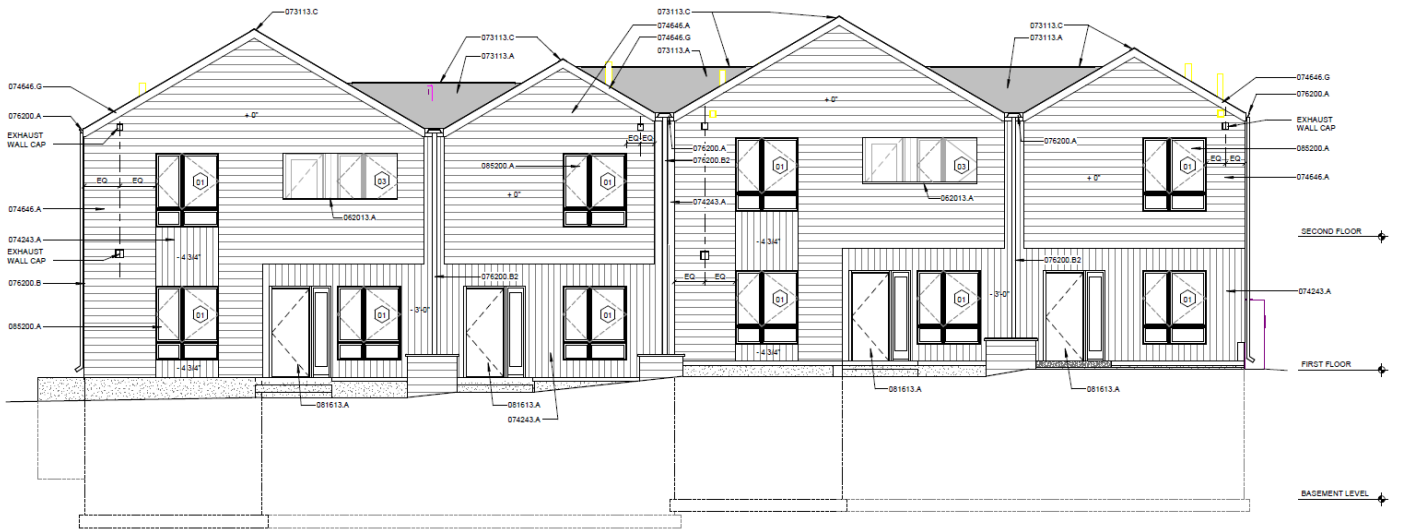 073113.C
073113.C
074646.A
074646.G
073113.A
073113.C
073113.A
073113.C
073113.A
073113.C
073113.A
074646.G
076200.A
EXHAUST
WALL CAP
074646.G
076200.A
EXHAUST
WALL CAP
+ 0"
+ 0"
EQ
EQ
076200.A
076200.B2
076200.A
085200.A
085200.A
EQ
EQ
01
03
01
01
03
01
EQ
EQ
074646.A
074646.A
+ 0"
+ 0"
062013.A
062013.A
074243.A
074243.A
EXHAUST
WALL CAP
- 4 3/4"
- 4 3/4"
SECOND FLOOR
076200.B
076200.B2
076200.B2
EQ
EQ
074243.A
085200.A
01
01
- 3'-0"
01
01
01
- 3'-0"
01
- 4 3/4"
- 4 3/4"
FIRST FLOOR
081613.A
081613.A
074243.A
081613.A
081613.A
BASEMENT LEVEL